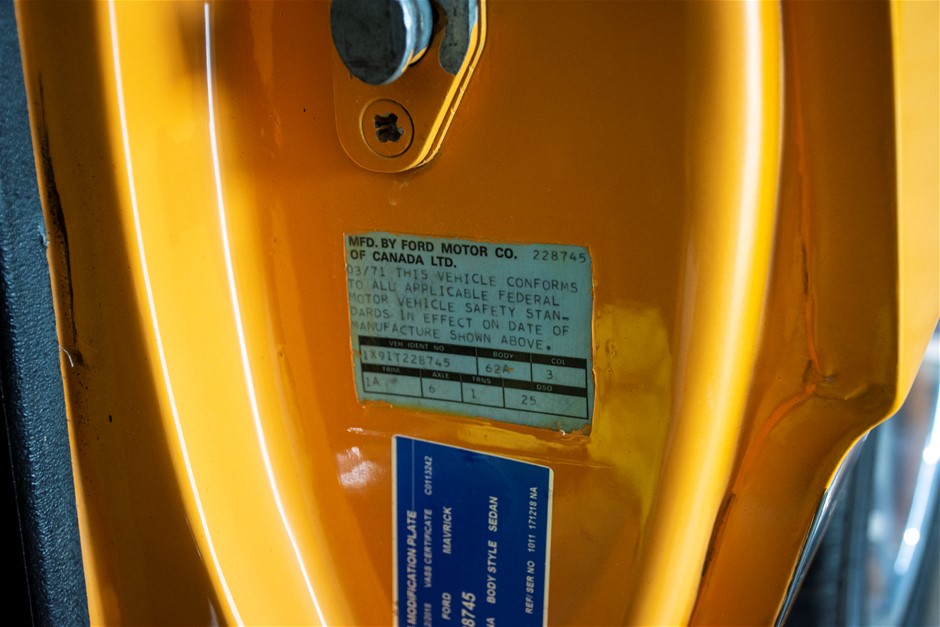 MFD. BY FORD MOTOR CO. 228745
OF CANADA LTD.
03/71 THIS VEHICLE CONFORMS
TO ALL APPLICABLE FEDERAL
MOTOR VEHICLE SAFETY STAN-
DARDS IN EFFECT ON DATE OF
MANUFACTURE SHOWN ABOVE.
VEH IDENT NO BODY COL
1X91T228745 62A 3
TRIM AXLE TRNS DSO
1A 6 1 25
MODIFICATION PLATE
VASS CERTIFICATE C0113242
FORD MAVRICK
8745
BODY STYLE SEDAN
REF/ SER NO 1011 171218 NA